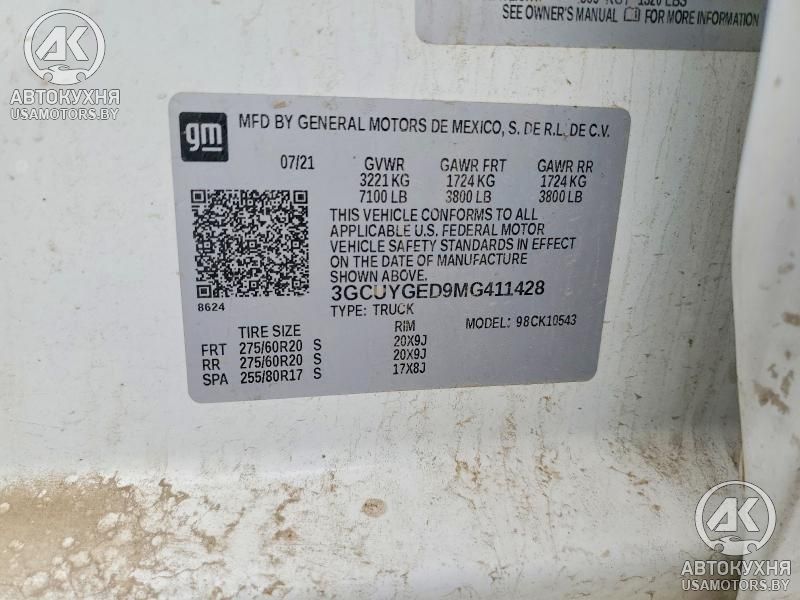 1320 LBS
SEE OWNER'S MANUAL FOR MORE INFORMATION
AK
АВТОКУХНЯ
USAMOTORS.BY
gm
MFD BY GENERAL MOTORS DE MEXICO, S. DE R.L. DE C.V.
07/21 GVWR GAWR FRT GAWR RR
3221 KG 1724 KG 1724 KG
7100 LB 3800 LB 3800 LB
THIS VEHICLE CONFORMS TO ALL
APPLICABLE U.S. FEDERAL MOTOR
VEHICLE SAFETY STANDARDS IN EFFECT
ON THE DATE OF MANUFACTURE
SHOWN ABOVE.
3GCUYGED9MG411428
8624
TYPE: TRUCK MODEL: 98CK10543
TIRE SIZE RIM
FRT 275/60R20 S 20X9J
RR 275/60R20 S 20X9J
SPA 255/80R17 S 17X8J
AK
АВТОКУХНЯ
USAMOTORS.BY